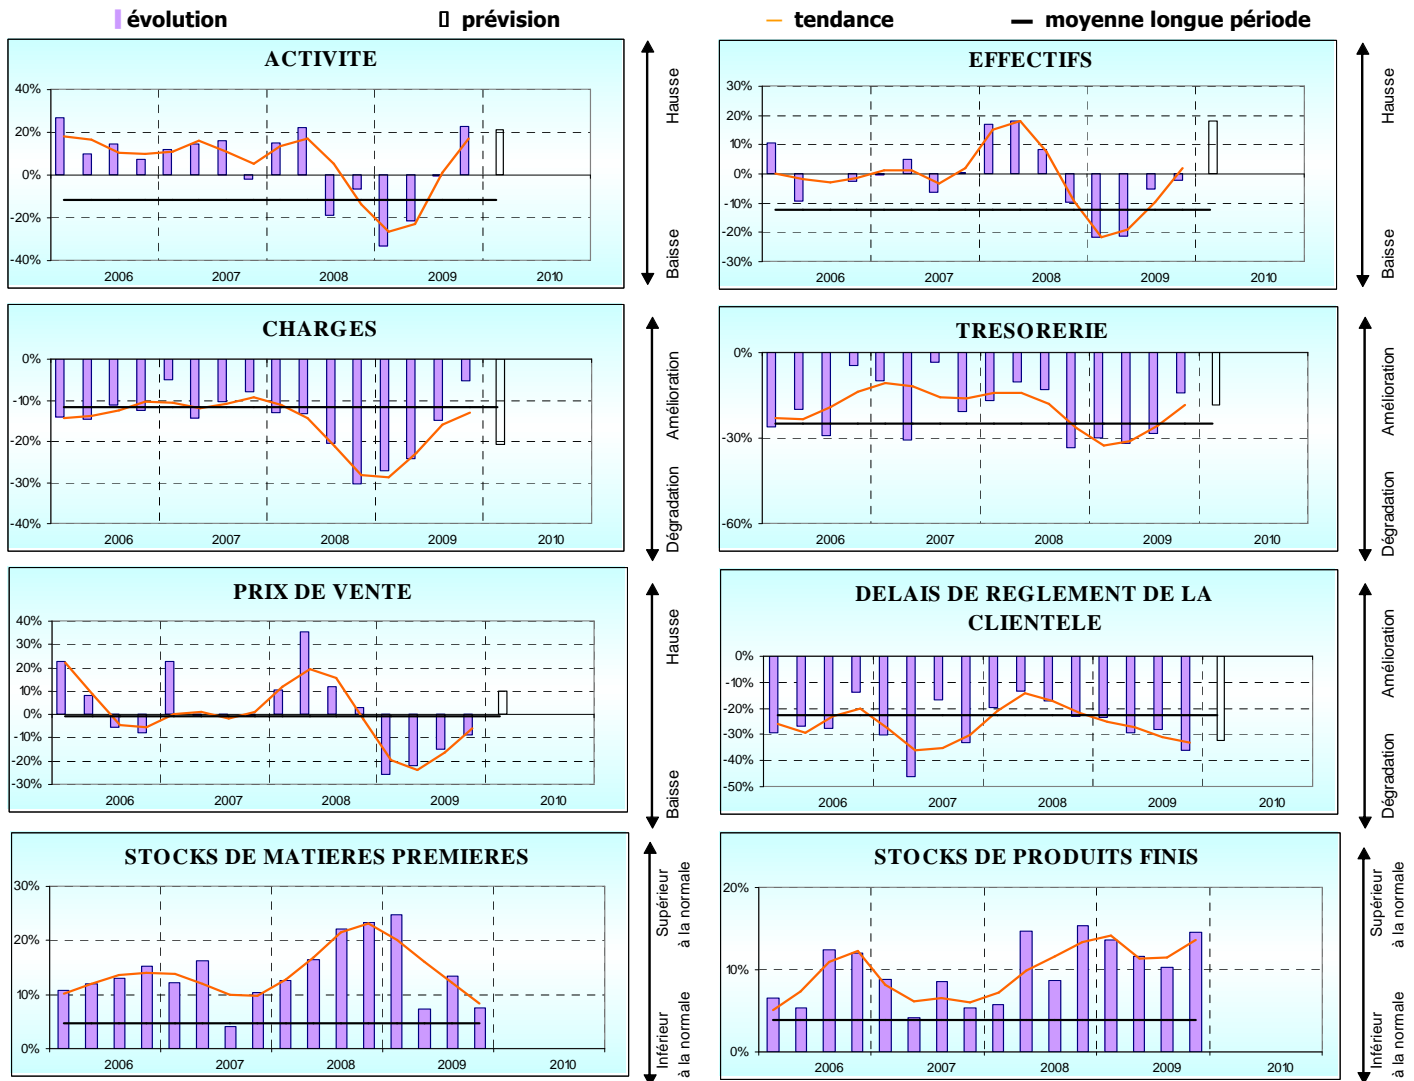 évolution prévision tendance moyenne longue période
ACTIVITE
40%
20%
0%
-20%
-40%
2006 2007 2008 2009 2010
Hausse
Baisse
EFFECTIFS
30%
20%
10%
0%
-10%
-20%
-30%
2006 2007 2008 2009 2010
Hausse
Baisse
CHARGES
0%
-10%
-20%
-30%
-40%
2006 2007 2008 2009 2010
Amélioration
Dégradation
TRESORERIE
0%
-30%
-60%
2006 2007 2008 2009 2010
Amélioration
Dégradation
PRIX DE VENTE
40%
30%
20%
10%
0%
-10%
-20%
-30%
2006 2007 2008 2009 2010
Hausse
Baisse
DELAIS DE REGLEMENT DE LA
CLIENTELE
0%
-10%
-20%
-30%
-40%
-50%
2006 2007 2008 2009 2010
Amélioration
Dégradation
STOCKS DE MATIERES PREMIERES
30%
20%
10%
0%
2006 2007 2008 2009 2010
Supérieur
à la normale
Inférieur
à la normale
STOCKS DE PRODUITS FINIS
20%
10%
0%
2006 2007 2008 2009 2010
Supérieur
à la normale
Inférieur
à la normale